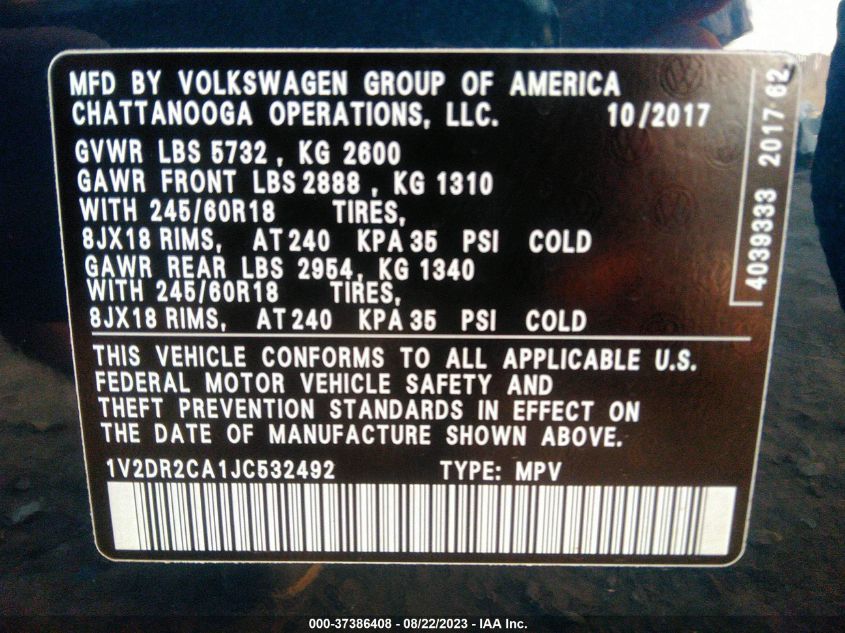 MFD BY VOLKSWAGEN GROUP OF AMERICA
CHATTANOOGA OPERATIONS, LLC. 10/2017
GVWR LBS 5732 , KG 2600
GAWR FRONT LBS 2888 , KG 1310
WITH 245/60R18 TIRES,
8JX18 RIMS, AT 240 KPA 35 PSI COLD
GAWR REAR LBS 2954, KG 1340
WITH 245/60R18 TIRES,
8JX18 RIMS, AT 240 KPA 35 PSI COLD
4039333 2017 62
THIS VEHICLE CONFORMS TO ALL APPLICABLE U.S.
FEDERAL MOTOR VEHICLE SAFETY AND
THEFT PREVENTION STANDARDS IN EFFECT ON
THE DATE OF MANUFACTURE SHOWN ABOVE.
1V2DR2CA1JC532492 TYPE: MPV
000-37386408 - 08/22/2023 - IAA Inc.